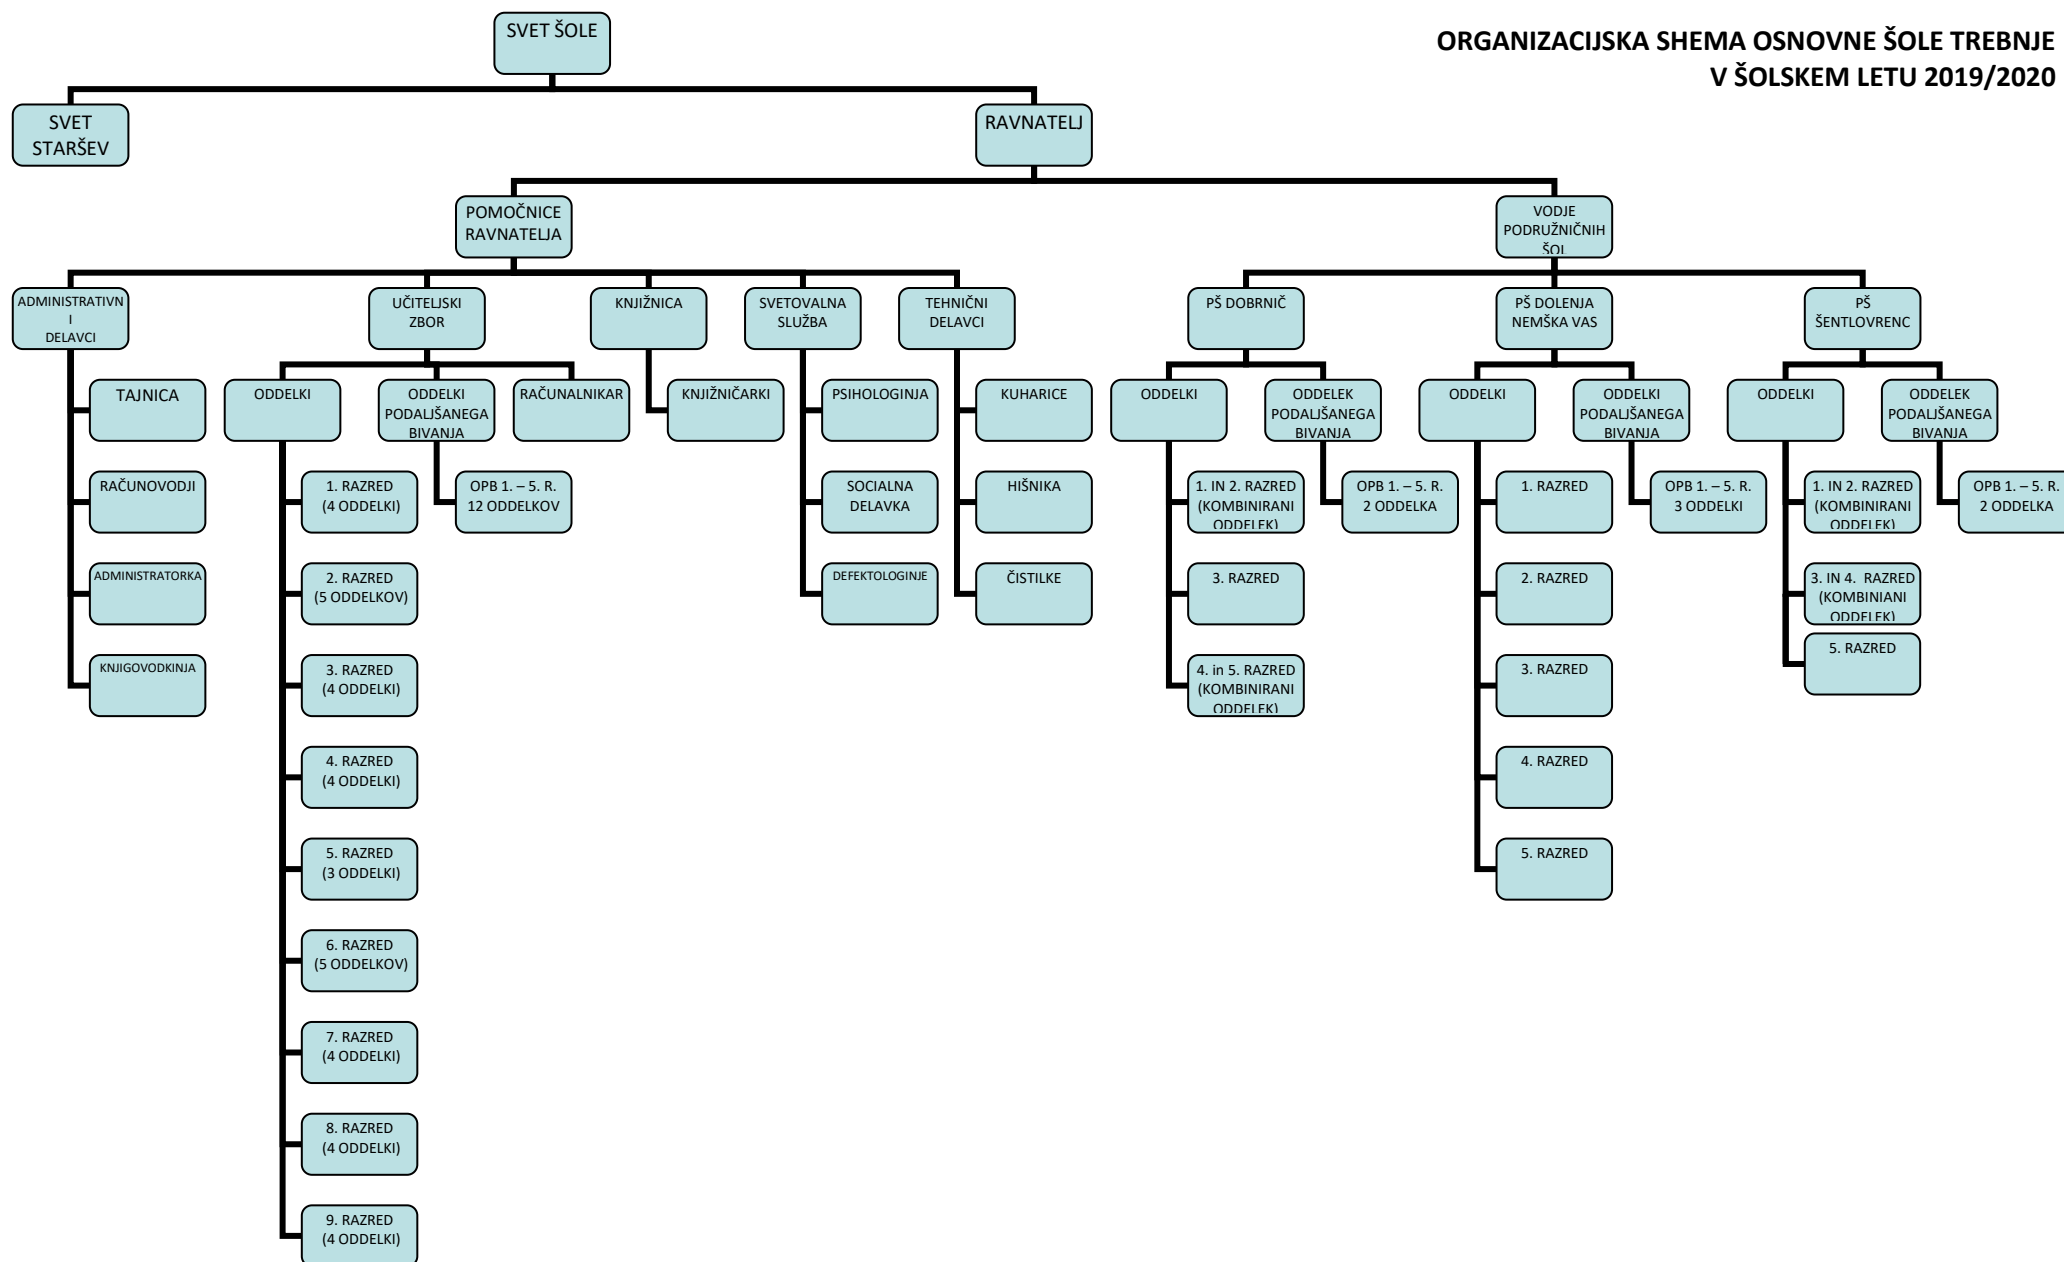 SVET ŠOLE
ORGANIZACIJSKA SHEMA OSNOVNE ŠOLE TREBNJE
V ŠOLSKEM LETU 2019/2020
SVET
STARŠEV
RAVNATELJ
POMOČNICE
RAVNATELJA
VODJE
PODRUŽNIČNIH
ŠOL
ADMINISTRATIVN
I
DELAVCI
UČITELJSKI
ZBOR
KNJIŽNICA
SVETOVALNA
SLUŽBA
TEHNIČNI
DELAVCI
PŠ DOBRNIČ
PŠ DOLENJA
NEMŠKA VAS
PŠ
ŠENTLOVRENC
TAJNICA
ODDELKI
ODDELKI
PODALJŠANEGA
BIVANJA
RAČUNALNIKAR
KNJIŽNIČARKI
PSIHOLOGINJA
KUHARICE
ODDELKI
ODDELEK
PODALJŠANEGA
BIVANJA
ODDELKI
ODDELKI
PODALJŠANEGA
BIVANJA
ODDELKI
ODDELEK
PODALJŠANEGA
BIVANJA
RAČUNOVODJI
1. RAZRED
(4 ODDELKI)
OPB 1. – 5. R.
12 ODDELKOV
SOCIALNA
DELAVKA
HIŠNIKA
1. IN 2. RAZRED
(KOMBINIRANI
ODDELEK)
OPB 1. – 5. R.
2 ODDELKA
1. RAZRED
OPB 1. – 5. R.
3 ODDELKI
1. IN 2. RAZRED
(KOMBINIRANI
ODDELEK)
OPB 1. – 5. R.
2 ODDELKA
ADMINISTRATORKA
2. RAZRED
(5 ODDELKOV)
DEFEKTOLOGINJE
ČISTILKE
3. RAZRED
2. RAZRED
3. IN 4. RAZRED
(KOMBINIANI
ODDELEK)
KNJIGOVODKINJA
3. RAZRED
(4 ODDELKI)
4. in 5. RAZRED
(KOMBINIRANI
ODDELEK)
3. RAZRED
5. RAZRED
4. RAZRED
(4 ODDELKI)
4. RAZRED
5. RAZRED
(3 ODDELKI)
5. RAZRED
6. RAZRED
(5 ODDELKOV)
7. RAZRED
(4 ODDELKI)
8. RAZRED
(4 ODDELKI)
9. RAZRED
(4 ODDELKI)